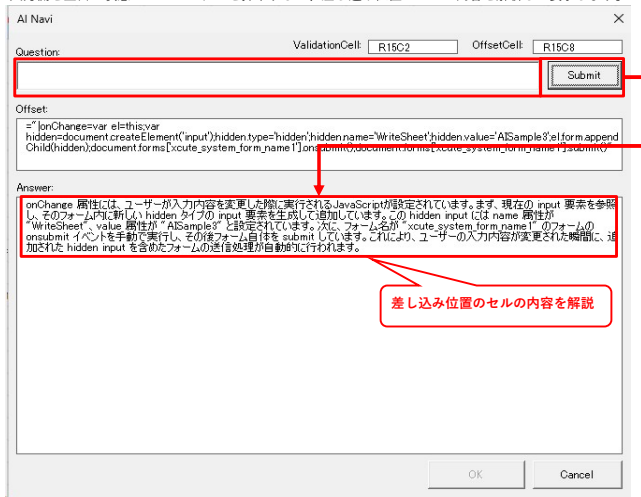 AI Navi
Question:
ValidationCell: R15C2
OffsetCell: R15C8
Submit
Offset:
="|onChange=var el=this;var
hidden=document.createElement('input');hidden.type='hidden';hidden.name='WriteSheet';hidden.value='AISample3';el.form.append
Child(hidden);document.forms['xcute_system_form_name1'].onsubmit();document.forms['xcute_system_form_name1'].submit()"
Answer:
onChange 属性には、ユーザーが入力内容を変更した際に実行されるJavaScriptが設定されています。まず、現在の input 要素を参照
し、そのフォーム内に新しい hidden タイプの input 要素を生成して追加しています。この hidden input には name 属性が
"WriteSheet"、value 属性が "AISample3" と設定されています。次に、フォーム名が "xcute_system_form_name1" のフォームの
onsubmit イベントを手動で実行し、その後フォーム自体を submit しています。これにより、ユーザーの入力内容が変更された瞬間に、追
加された hidden input を含めたフォームの送信処理が自動的に行われます。
差し込み位置のセルの内容を解説
OK
Cancel